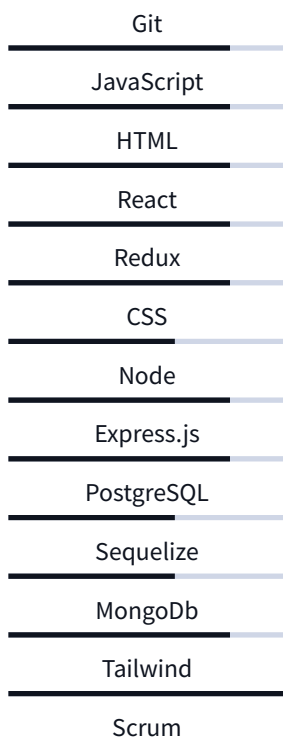 Git
JavaScript
HTML
React
Redux
CSS
Node
Express.js
PostgreSQL
Sequelize
MongoDb
Tailwind
Scrum